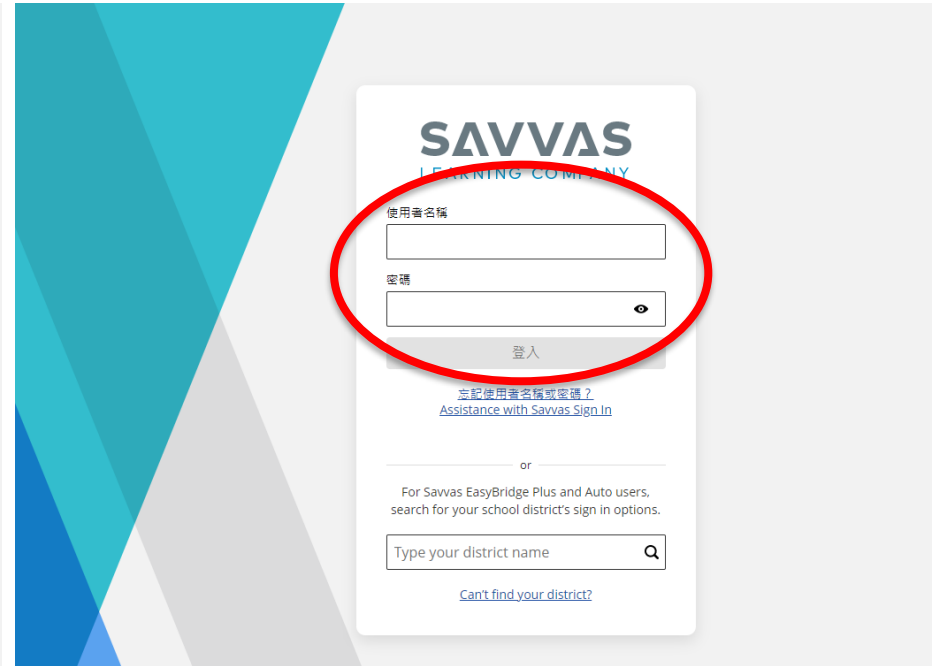 SAVVAS
LEARNING COMPANY
使用者名稱
密碼
登入
忘記使用者名稱或密碼？
Assistance with Savvas Sign In
or
For Savvas EasyBridge Plus and Auto users,
search for your school district's sign in options.
Type your district name
Can't find your district?